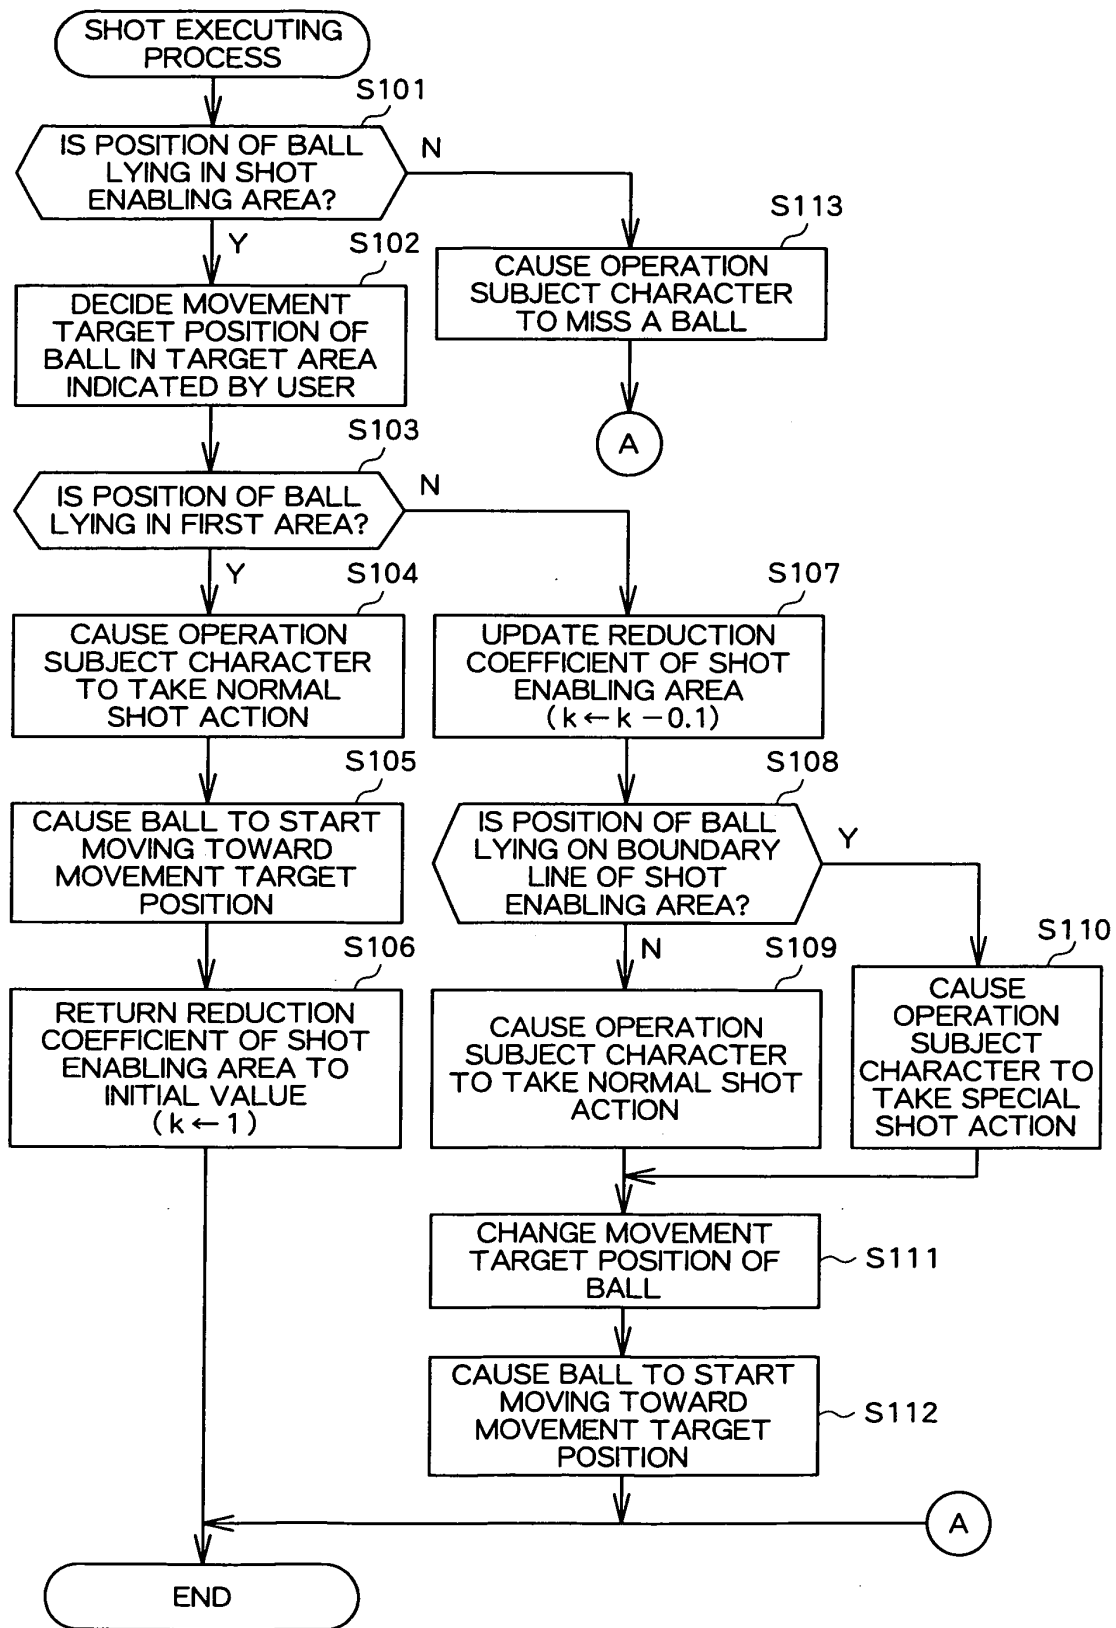 SHOT EXECUTING
PROCESS
S101
IS POSITION OF BALL
LYING IN SHOT
ENABLING AREA?
N
Y
S113
CAUSE OPERATION
SUBJECT CHARACTER
TO MISS A BALL
A
S102
DECIDE MOVEMENT
TARGET POSITION OF
BALL IN TARGET AREA
INDICATED BY USER
S103
IS POSITION OF BALL
LYING IN FIRST AREA?
N
Y
S104
CAUSE OPERATION
SUBJECT CHARACTER
TO TAKE NORMAL
SHOT ACTION
S105
CAUSE BALL TO START
MOVING TOWARD
MOVEMENT TARGET
POSITION
S106
RETURN REDUCTION
COEFFICIENT OF SHOT
ENABLING AREA TO
INITIAL VALUE
(k←1)
S107
UPDATE REDUCTION
COEFFICIENT OF SHOT
ENABLING AREA
(k←k-0.1)
S108
IS POSITION OF BALL
LYING ON BOUNDARY
LINE OF SHOT
ENABLING AREA?
Y
N
S109
CAUSE OPERATION
SUBJECT CHARACTER
TO TAKE NORMAL SHOT
ACTION
S110
CAUSE
OPERATION
SUBJECT
CHARACTER TO
TAKE SPECIAL
SHOT ACTION
CHANGE MOVEMENT
TARGET POSITION OF
BALL
S111
CAUSE BALL TO START
MOVING TOWARD
MOVEMENT TARGET
POSITION
S112
A
END